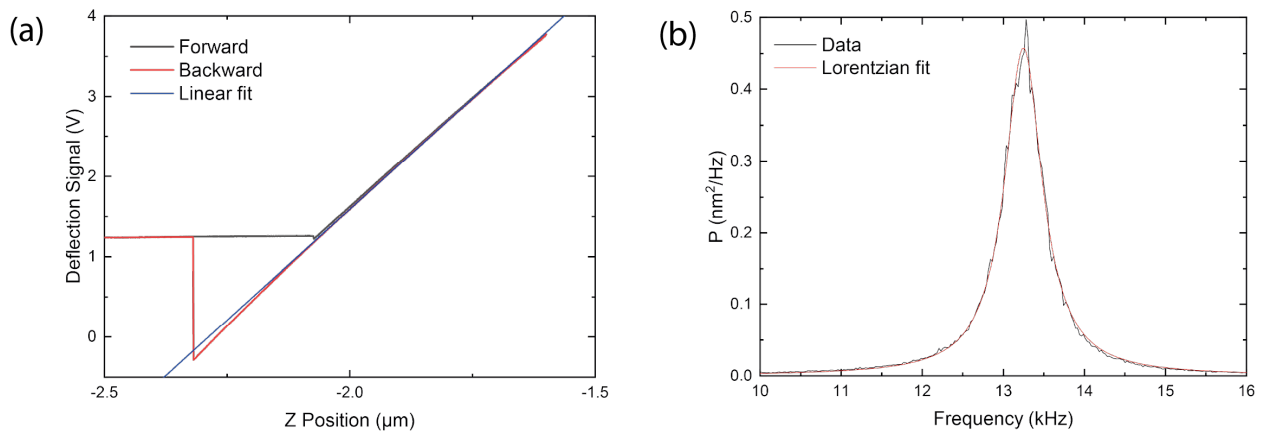 (a)
Forward
Backward
Linear fit
Deflection Signal (V)
4
3
2
1
0
-2.5
-2.0
-1.5
Z Position (µm)
(b)
Data
Lorentzian fit
P (nm²/Hz)
0.5
0.4
0.3
0.2
0.1
0.0
10
11
12
13
14
15
16
Frequency (kHz)